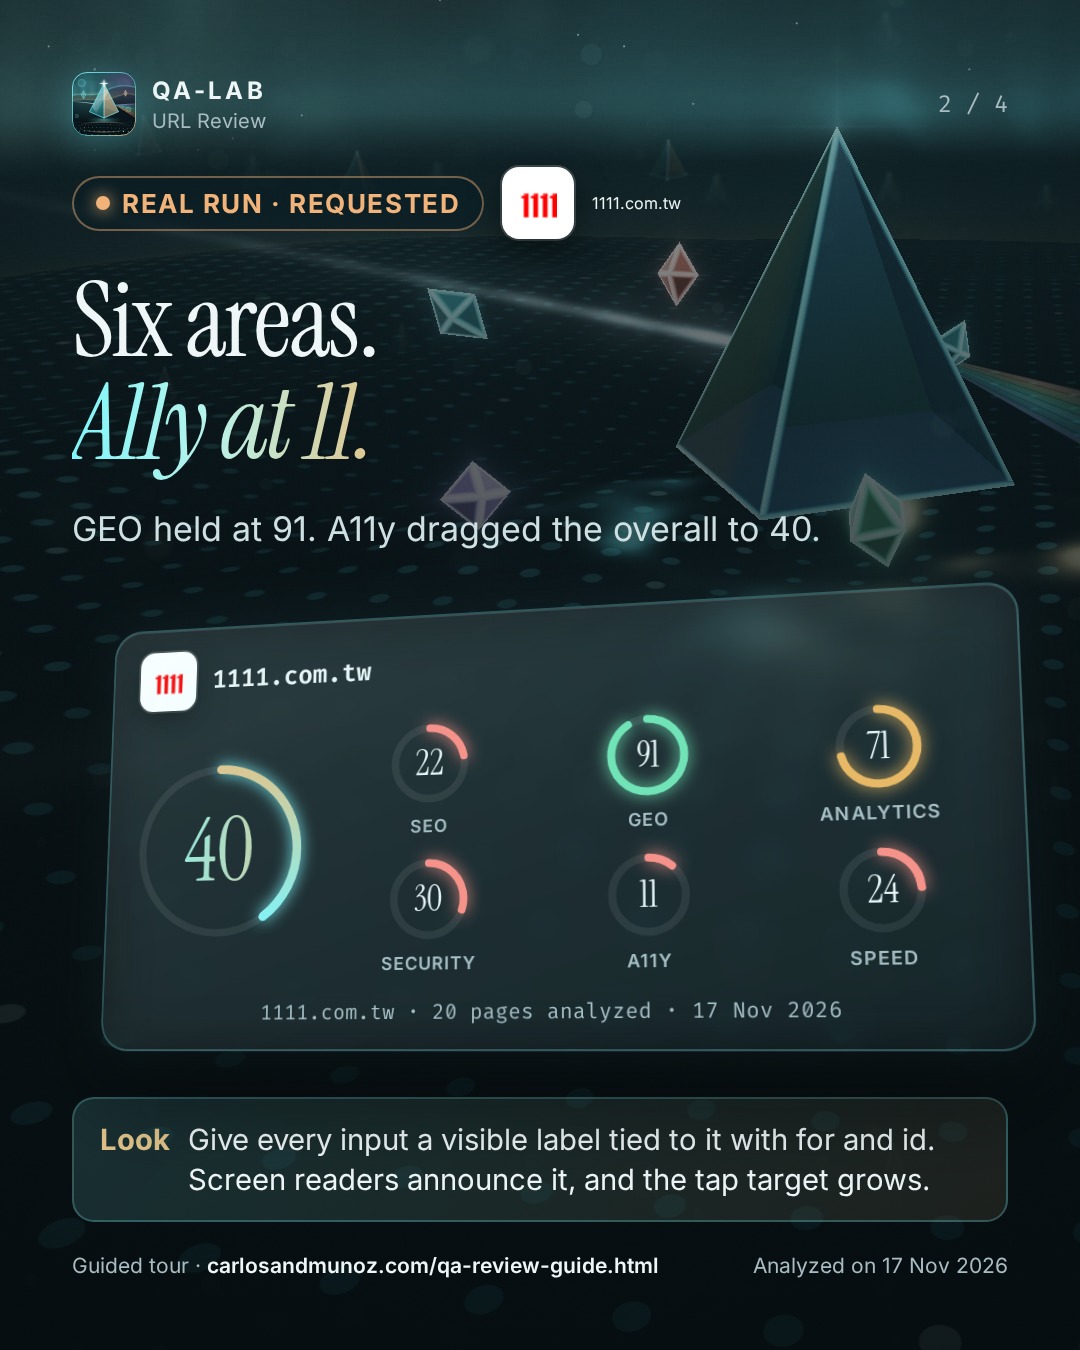 QA-LAB
URL Review
2 / 4
REAL RUN · REQUESTED
1111
1111.com.tw
Six areas.
A11y at 11.
GEO held at 91. A11y dragged the overall to 40.
1111
1111.com.tw
40
22
SEO
91
GEO
71
ANALYTICS
30
SECURITY
11
A11Y
24
SPEED
1111.com.tw · 20 pages analyzed · 17 Nov 2026
Look Give every input a visible label tied to it with for and id.
Screen readers announce it, and the tap target grows.
Guided tour · carlosandmunoz.com/qa-review-guide.html
Analyzed on 17 Nov 2026